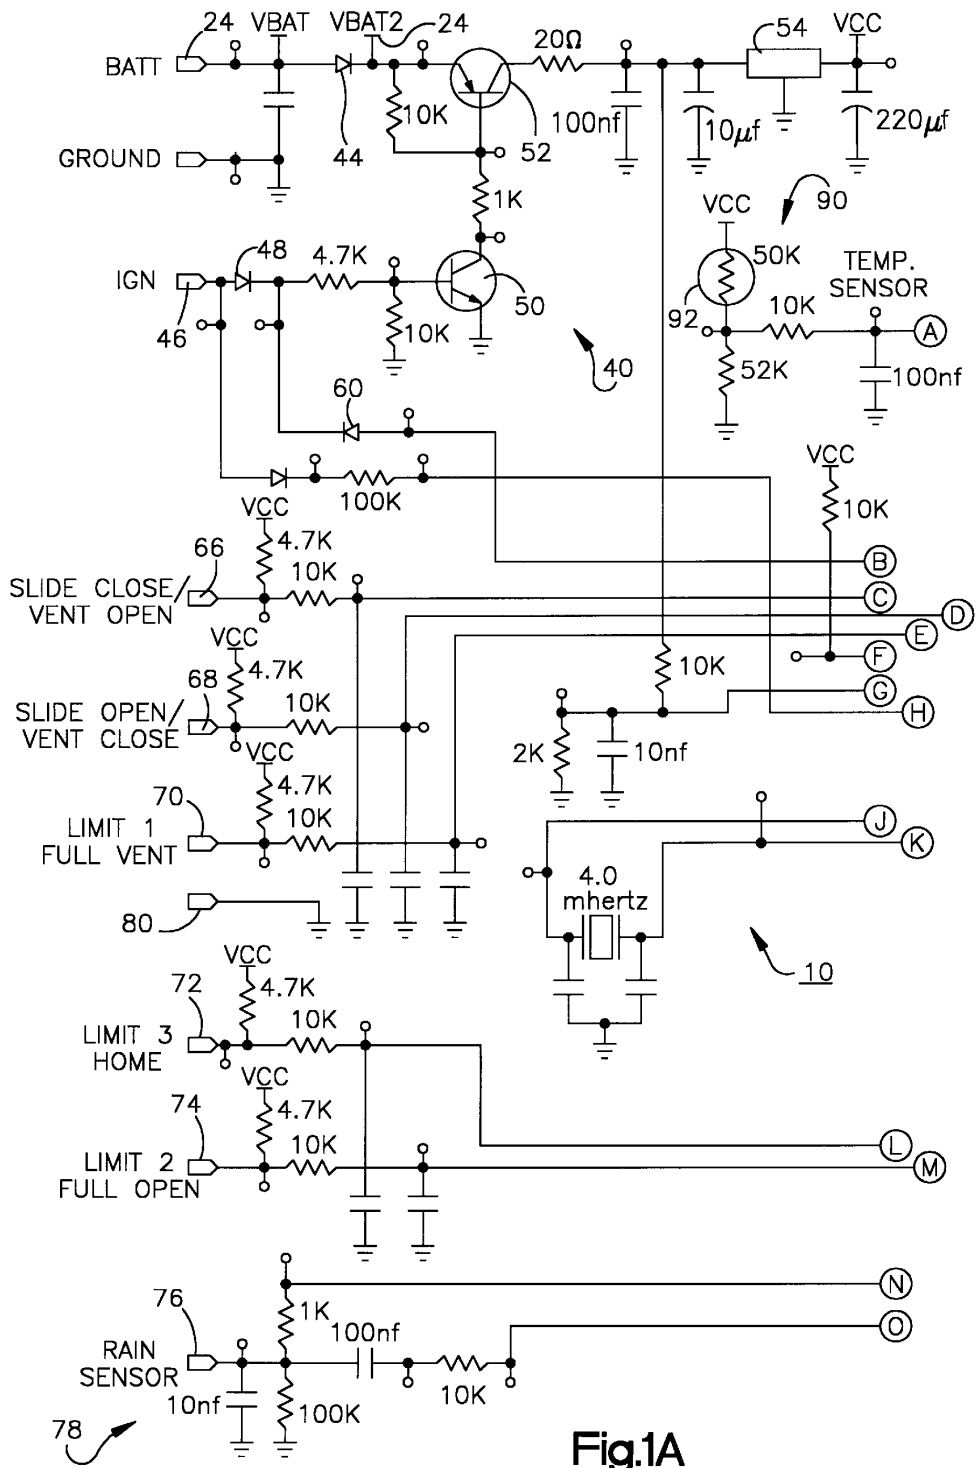 24 VBAT VBAT2 24 20Ω 54 VCC
BATT
44 10K 52 100nf 10µf 220µf
GROUND
1K
VCC 90
IGN 48 4.7K 50K TEMP.
SENSOR
46 10K 50 92 10K A
40 52K 100nf
60
VCC
100K 10K
VCC
66 4.7K
SLIDE CLOSE/ 10K B
VENT OPEN C
D
VCC E
68 4.7K 10K F
SLIDE OPEN/ 10K G
VENT CLOSE H
VCC 2K 10nf
70 4.7K
LIMIT 1 10K J
FULL VENT K
4.0
mhertz
80
10
VCC
72 4.7K
LIMIT 3 10K
HOME
VCC
74 4.7K
LIMIT 2 10K L
FULL OPEN M
N
76 1K
100nf O
RAIN
SENSOR
10nf 100K 10K
78
Fig.1A